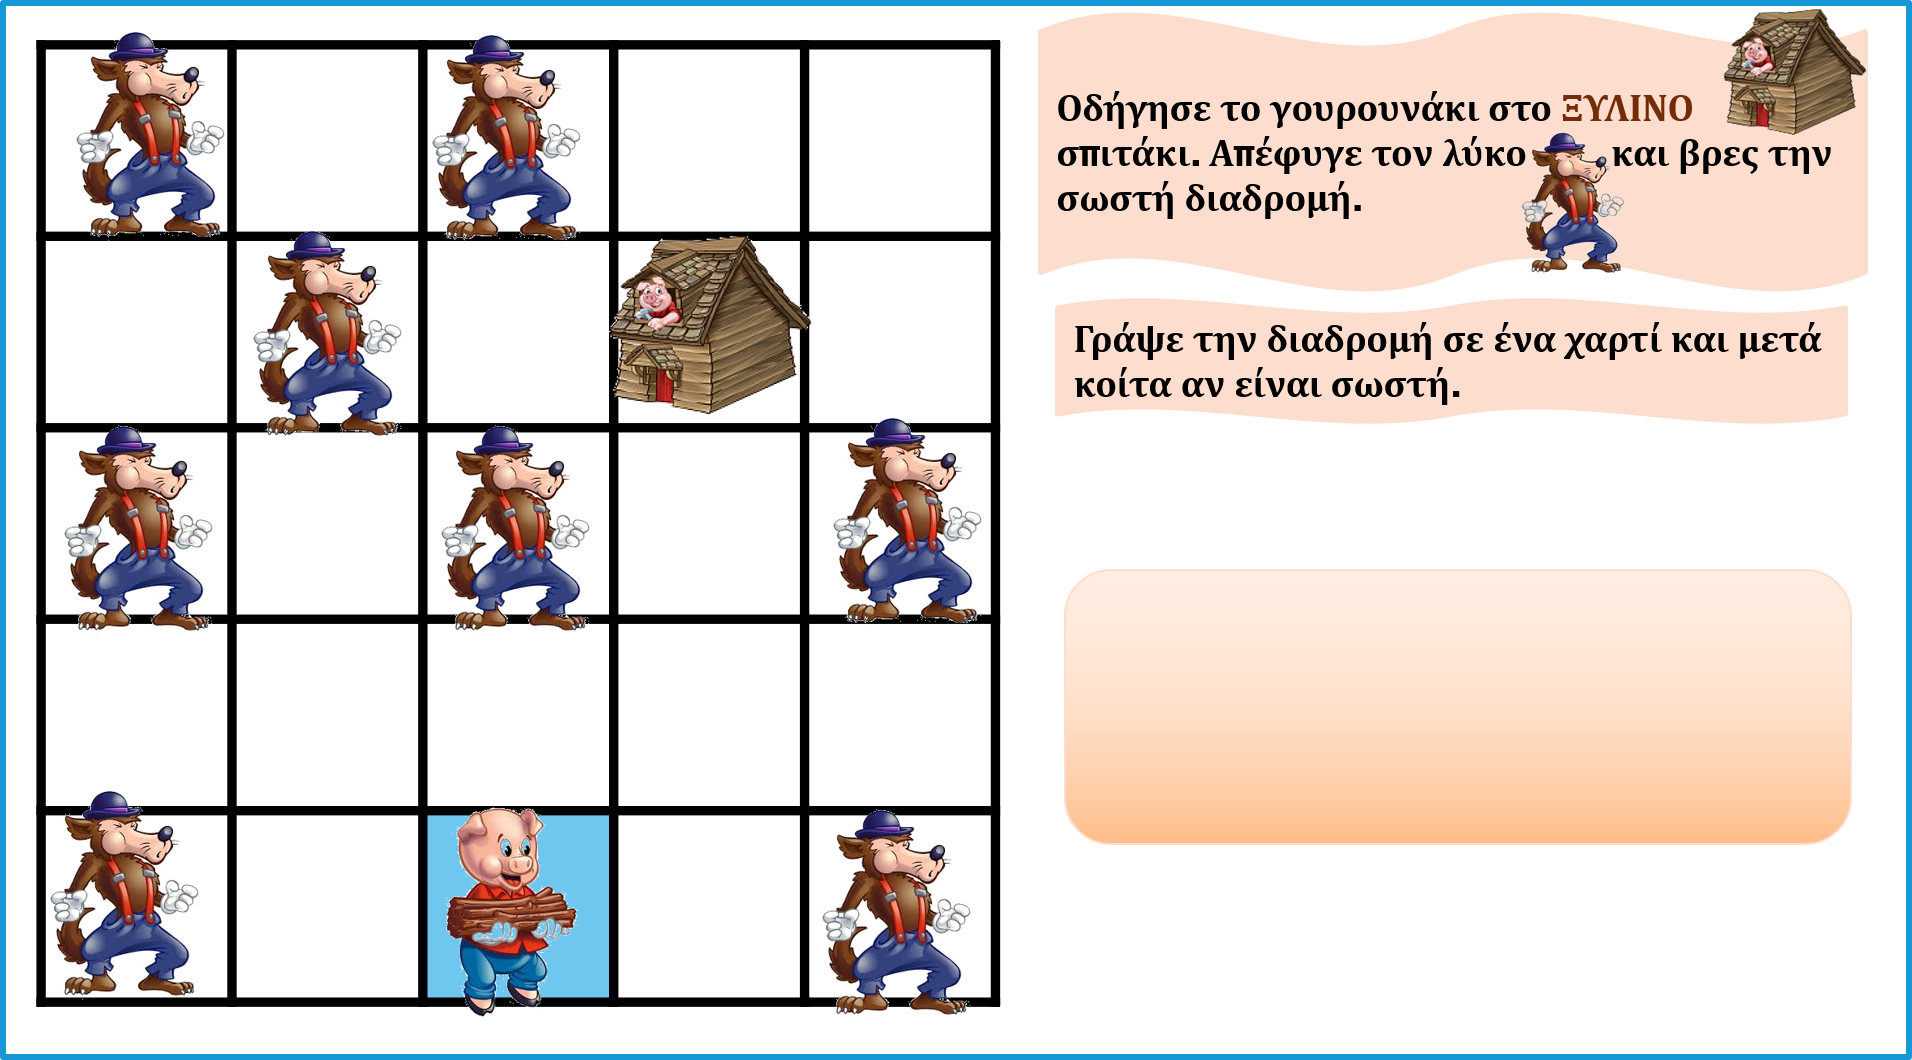 Οδήγησε το γουρουνάκι στο ΞΥΛΙΝΟ
σπιτάκι. Απέφυγε τον λύκο και βρες την
σωστή διαδρομή.
Γράψε την διαδρομή σε ένα χαρτί και μετά
κοίτα αν είναι σωστή.